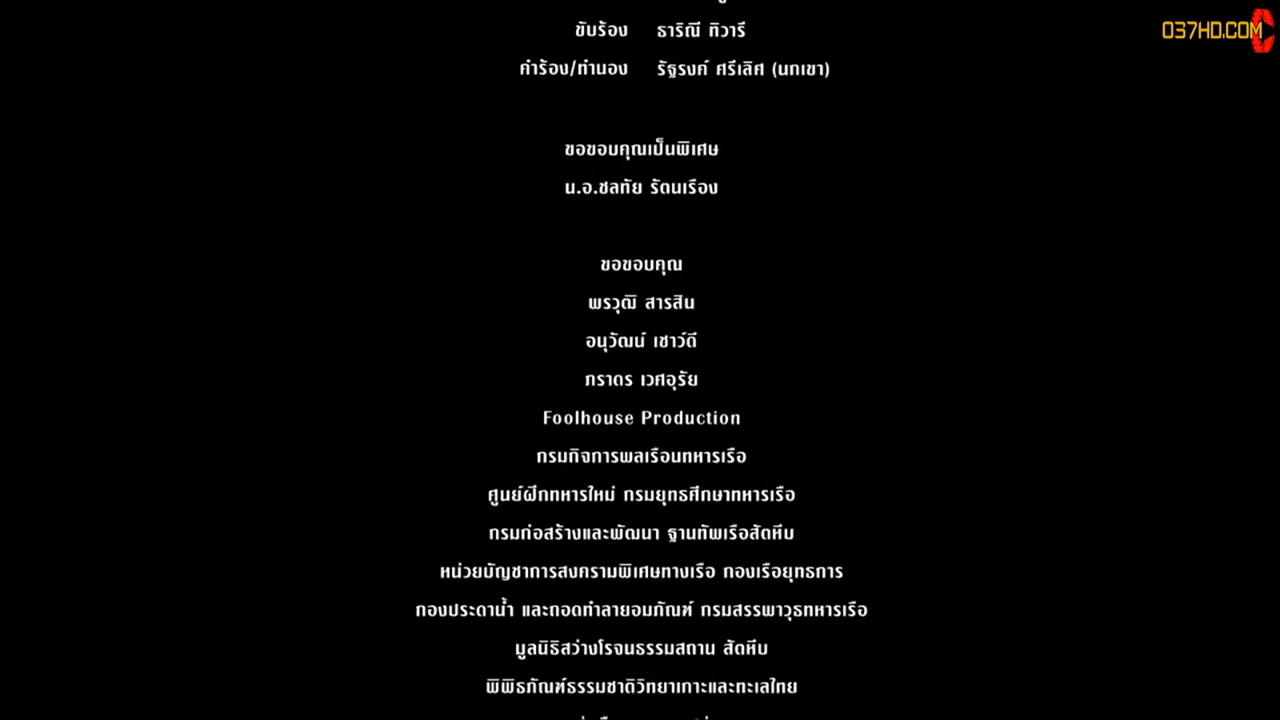 037HD.COM
ขับร้อง ธาริณี ทิวารี
คำร้อง/ทำนอง รัฐรงค์ ศรีเลิศ (นกเขา)
ขอขอบคุณเป็นพิเศษ
น.อ.ชลทัย รัตนเรือง
ขอขอบคุณ
พรวุฒิ สารสิน
อนุวัฒน์ เชาว์ดี
ภราดร เวศอุรัย
Foolhouse Production
กรมกิจการพลเรือนทหารเรือ
ศูนย์ฝึกทหารใหม่ กรมยุทธศึกษาทหารเรือ
กรมก่อสร้างและพัฒนา ฐานทัพเรือสัตหีบ
หน่วยบัญชาการสงครามพิเศษทางเรือ กองเรือยุทธการ
กองประดาน้ำ และถอดทำลายอมภัณฑ์ กรมสรรพาวุธทหารเรือ
มูลนิธิสว่างโรจนธรรมสถาน สัตหีบ
พิพิธภัณฑ์ธรรมชาติวิทยาเกาะและทะเลไทย